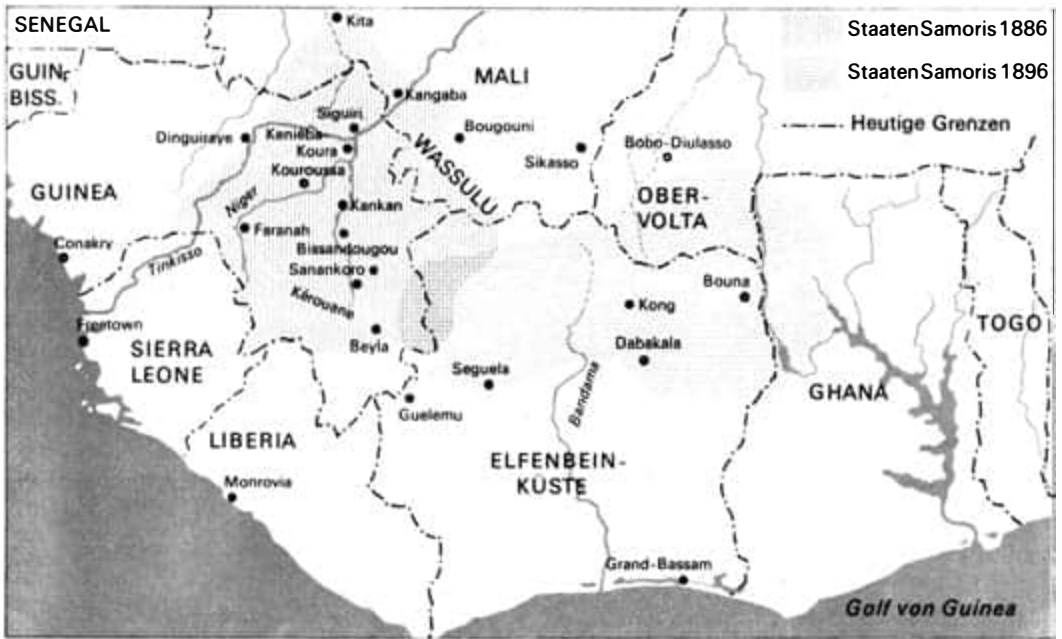 SENEGAL
Kita
Staaten Samoris 1886
GUIN.
BISS.
MALI
Staaten Samoris 1896
Kangaba
Siguiri
Heutige Grenzen
Dinguiraye
Kaniéba
Koura
Bougouni
Sikasso
Bobo-Diulasso
WASSULU
Kouroussa
GUINEA
Niger
Kankan
OBER-
VOLTA
Faranah
Conakry
Tinkisso
Bissandougou
Sanankoro
Kérouane
Bouna
Kong
Freetown
TOGO
SIERRA
LEONE
Beyla
Dabakala
Seguela
Bandama
GHANA
Guelemu
LIBERIA
ELFENBEIN-
KÜSTE
Monrovia
Grand-Bassam
Golf von Guinea